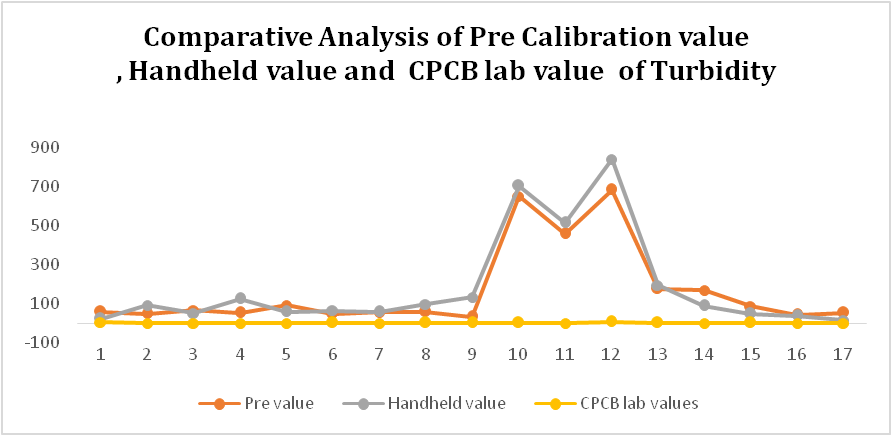 Comparative Analysis of Pre Calibration value
, Handheld value and CPCB lab value of Turbidity
900
700
500
300
100
-100
1 2 3 4 5 6 7 8 9 10 11 12 13 14 15 16 17
Pre value Handheld value CPCB lab values